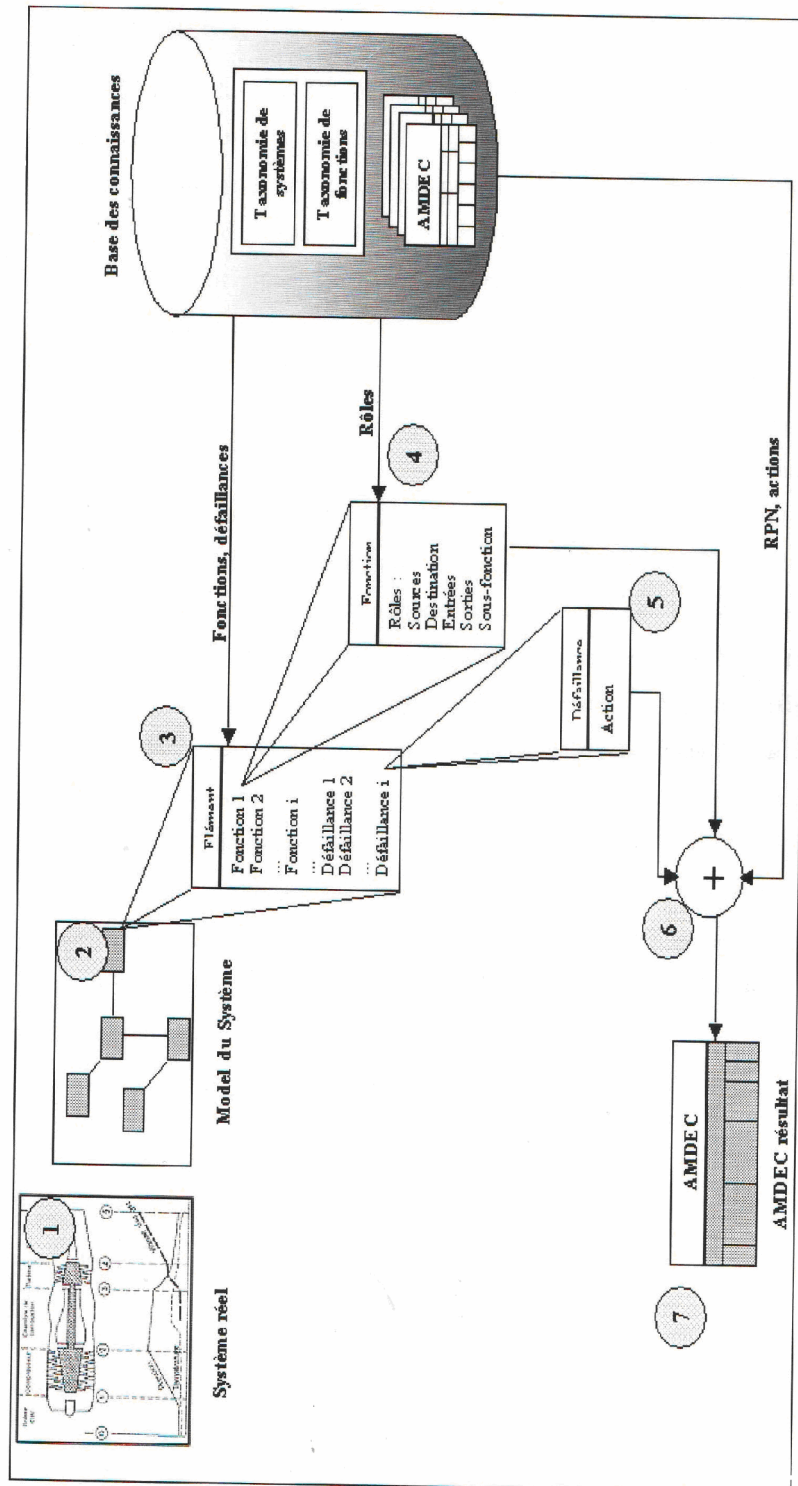 1
Système réel
2
Model du Système
3
Elément
Fonction 1
Fonction 2
...
Fonction i
...
Défaillance 1
Défaillance 2
...
Défaillance i
Fonctions, défaillances
Rôles
4
Fonction
Rôles :
Sources
Destination
Entrées
Sorties
Sous-fonction
5
Défaillance
Action
Base des connaissances
Taxonomie de
systèmes
Taxonomie de
fonctions
AMDEC
RPN, actions
6
+
7
AMDEC
AMDEC résultat